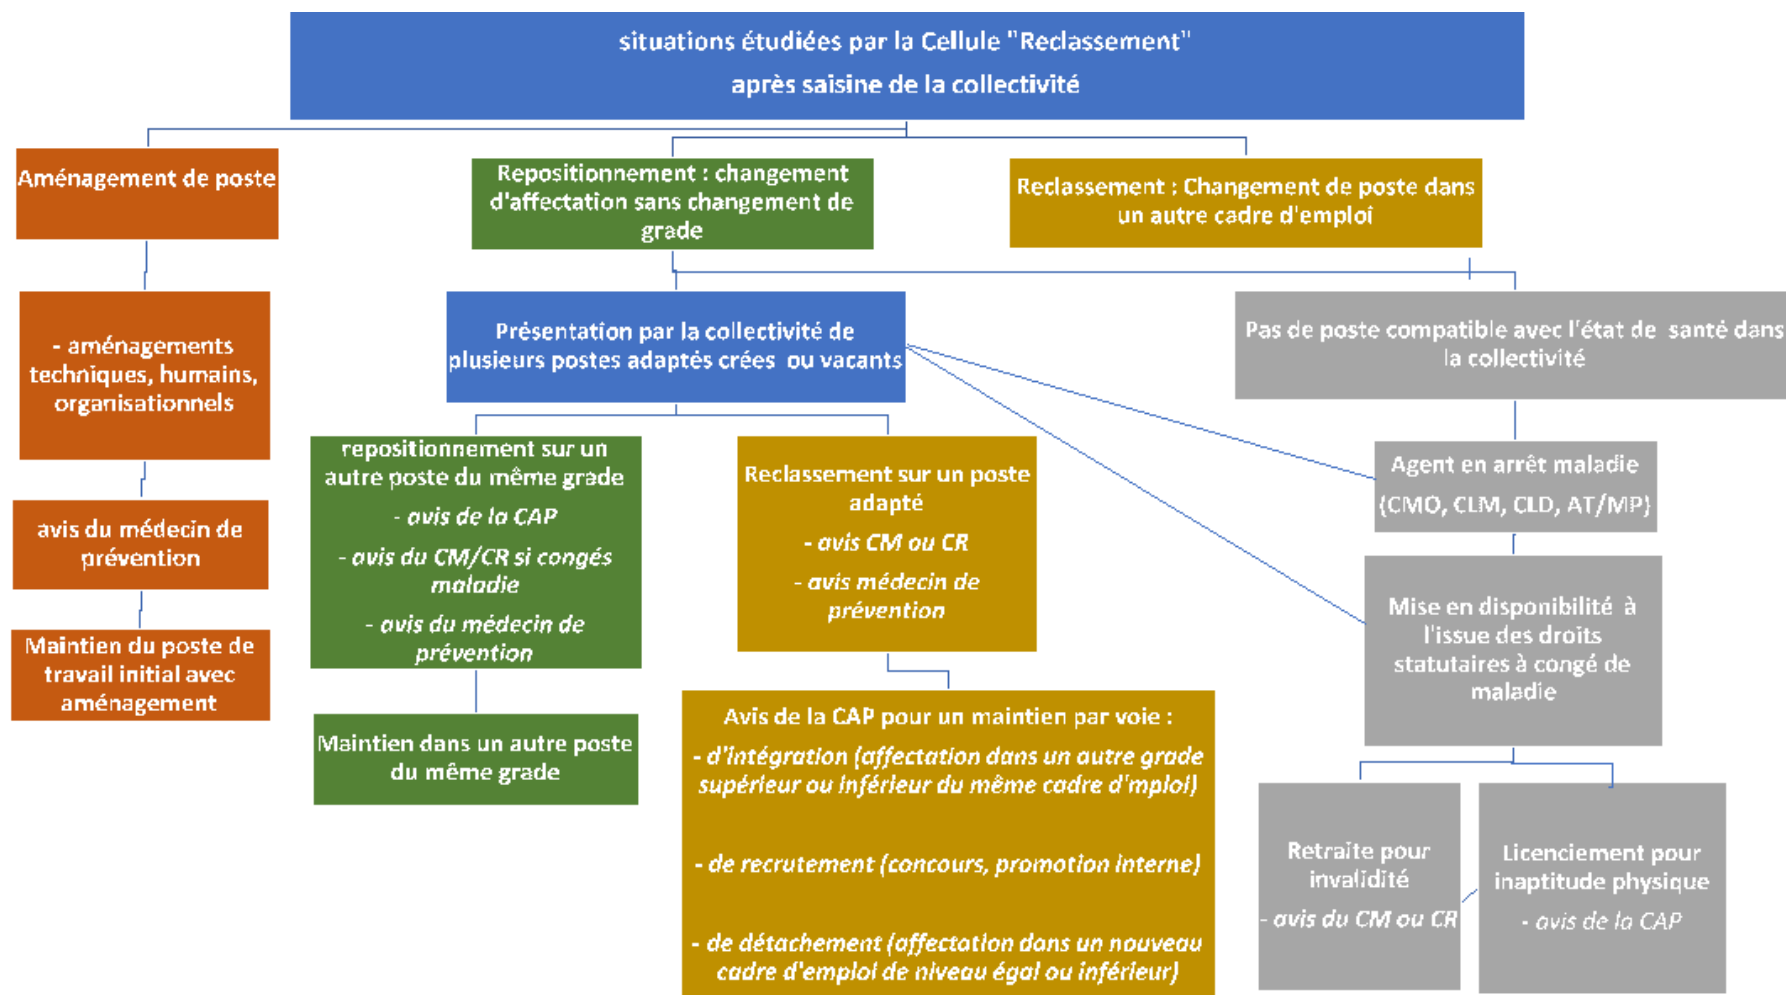 situations étudiées par la Cellule "Reclassement"
après saisine de la collectivité
Aménagement de poste
Repositionnement : changement
d'affectation sans changement de
grade
Reclassement : Changement de poste dans
un autre cadre d'emploi
- aménagements
techniques, humains,
organisationnels
Présentation par la collectivité de
plusieurs postes adaptés crées ou vacants
Pas de poste compatible avec l'état de santé dans
la collectivité
avis du médecin de
prévention
repositionnement sur un
autre poste du même grade
- avis de la CAP
- avis du CM/CR si congés
maladie
- avis du médecin de
prévention
Reclassement sur un poste
adapté
- avis CM ou CR
- avis médecin de
prévention
Agent en arrêt maladie
(CMO, CLM, CLD, AT/MP)
Maintien du poste de
travail initial avec
aménagement
Mise en disponibilité à
l'issue des droits
statutaires à congé de
maladie
Maintien dans un autre poste
du même grade
Avis de la CAP pour un maintien par voie :
- d'intégration (affectation dans un autre grade
supérieur ou inférieur du même cadre d'mploi)
- de recrutement (concours, promotion interne)
- de détachement (affectation dans un nouveau
cadre d'emploi de niveau égal ou inférieur)
Retraite pour
invalidité
- avis du CM ou CR
Licenciement pour
inaptitude physique
- avis de la CAP